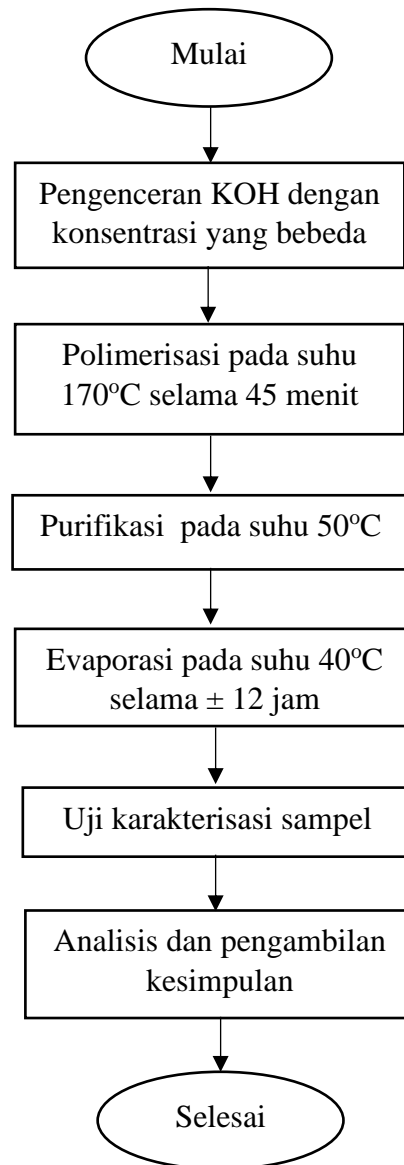 Mulai
Pengenceran KOH dengan
konsentrasi yang bebeda
Polimerisasi pada suhu
170°C selama 45 menit
Purifikasi pada suhu 50°C
Evaporasi pada suhu 40°C
selama ± 12 jam
Uji karakterisasi sampel
Analisis dan pengambilan
kesimpulan
Selesai